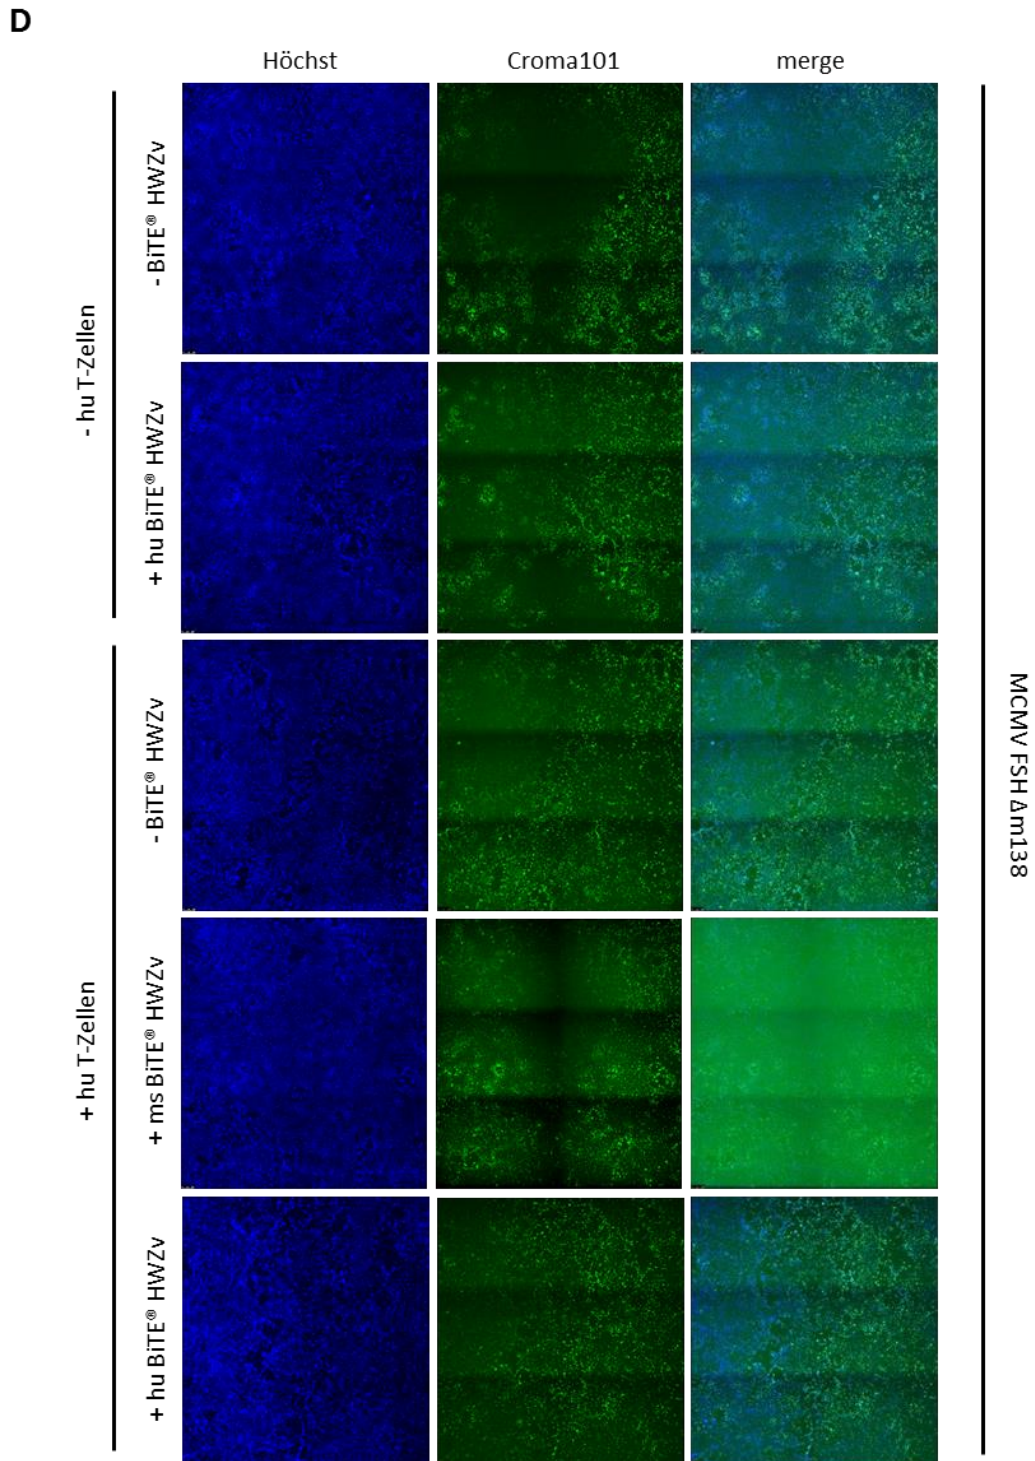 D
Höchst Croma101 merge
- hu T-Zellen
- BiTE® HWZv
+ hu BiTE® HWZv
+ hu T-Zellen
- BiTE® HWZv
+ ms BiTE® HWZv
+ hu BiTE® HWZv
MCMV FSH Δm138